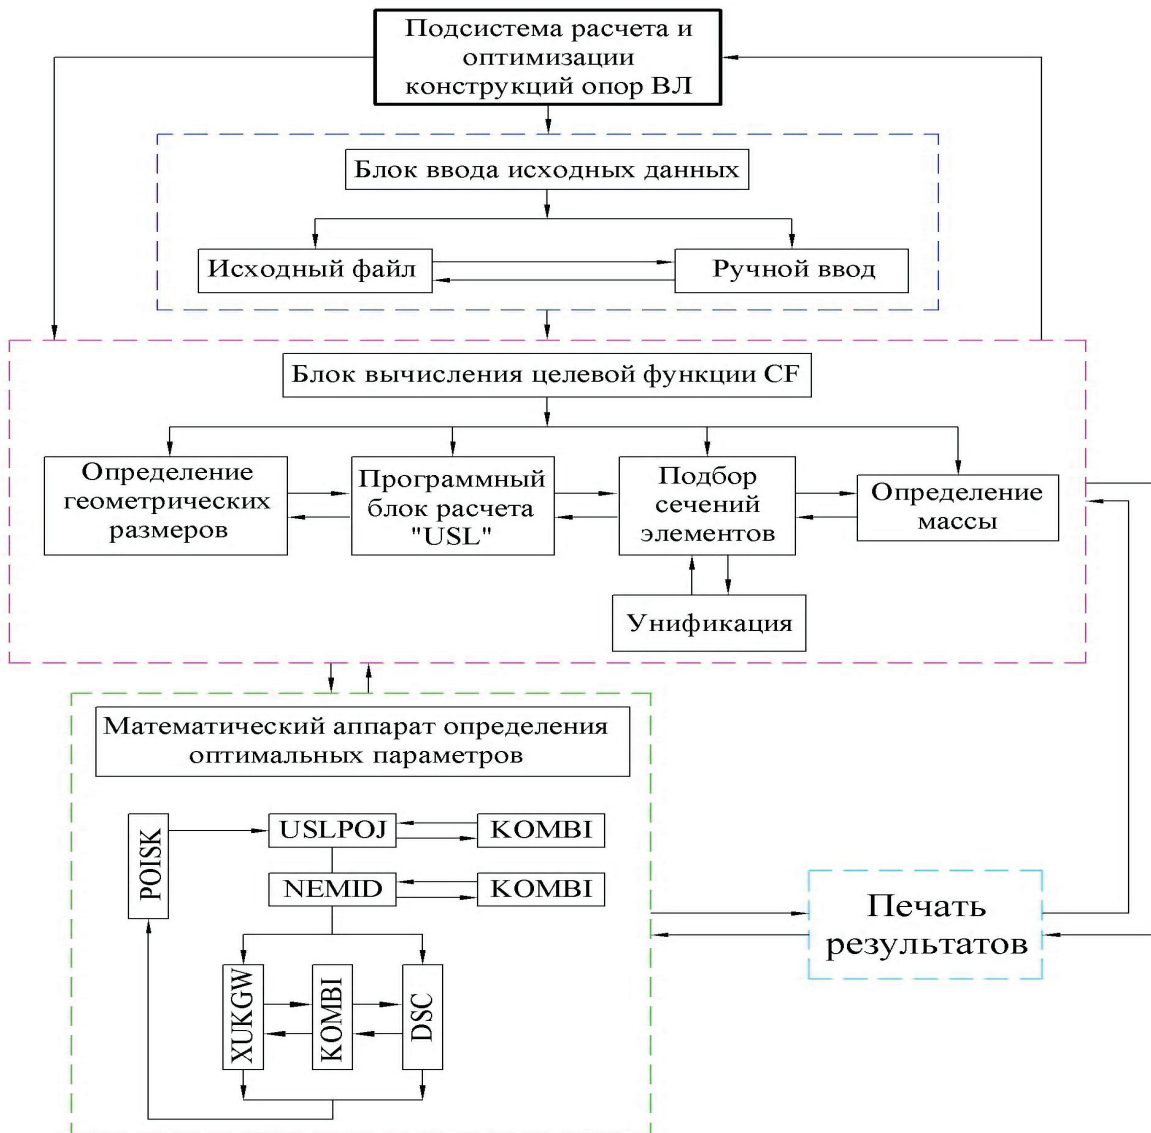 Подсистема расчета и
оптимизации
конструкций опор ВЛ
Блок ввода исходных данных
Исходный файл
Ручной ввод
Блок вычисления целевой функции CF
Определение
геометрических
размеров
Программный
блок расчета
"USL"
Подбор
сечений
элементов
Определение
массы
Унификация
Математический аппарат определения
оптимальных параметров
POISK
USLPOJ
KOMBI
NEMID
KOMBI
XUKGW
KOMBI
DSC
Печать
результатов